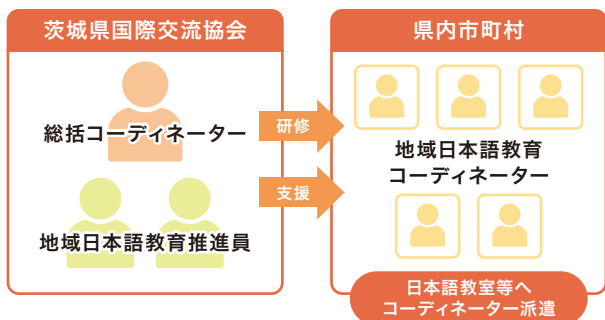 茨城県国際交流協会
総括コーディネーター
地域日本語教育推進員
研修
支援
県内市町村
地域日本語教育
コーディネーター
日本語教室等へ
コーディネーター派遣